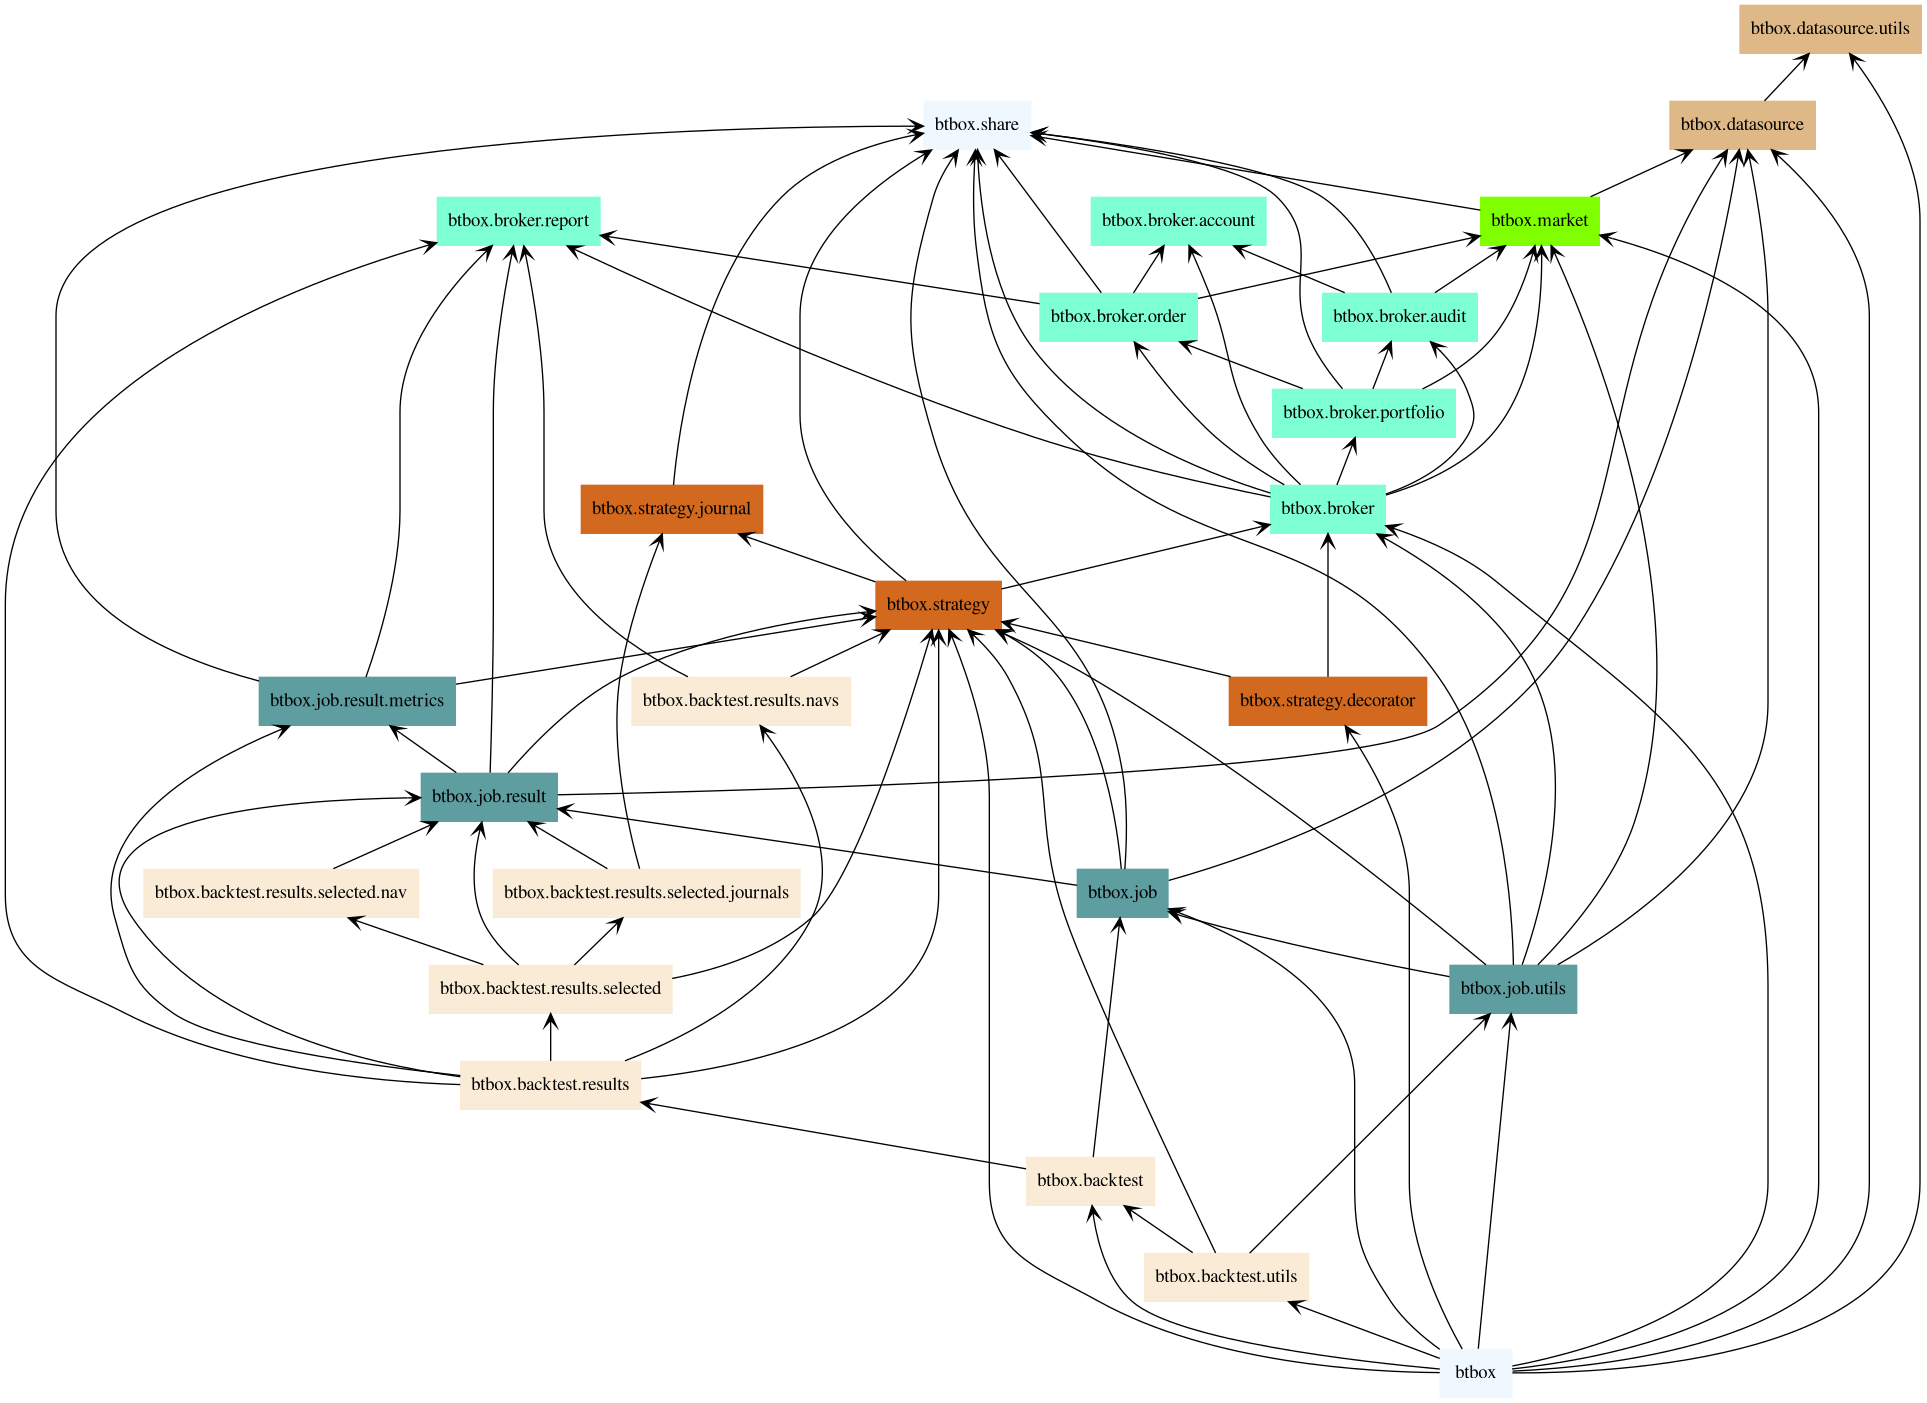 btbox.datasource.utils
btbox.share
btbox.datasource
btbox.broker.report
btbox.broker.account
btbox.market
btbox.broker.order
btbox.broker.audit
btbox.broker.portfolio
btbox.strategy.journal
btbox.broker
btbox.strategy
btbox.job.result.metrics
btbox.backtest.results.navs
btbox.strategy.decorator
btbox.job.result
btbox.backtest.results.selected.nav
btbox.backtest.results.selected.journals
btbox.job
btbox.backtest.results.selected
btbox.job.utils
btbox.backtest.results
btbox.backtest
btbox.backtest.utils
btbox